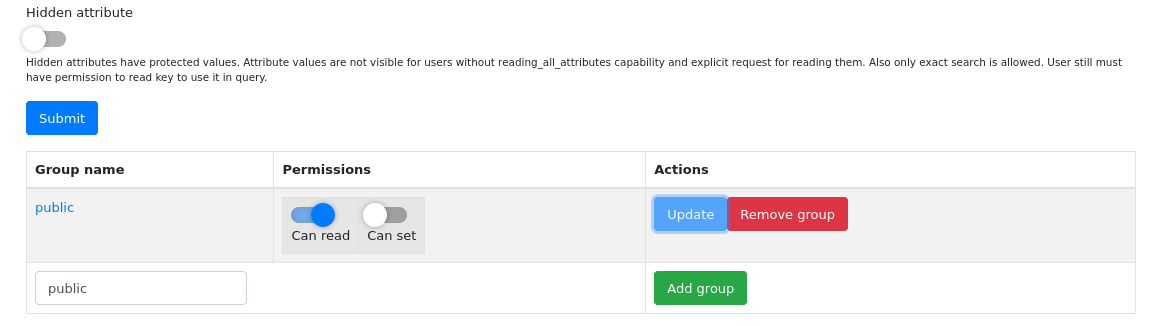 Hidden attribute
Hidden attributes have protected values. Attribute values are not visible for users without reading_all_attributes capability and explicit request for reading them. Also only exact search is allowed. User still must
have permission to read key to use it in query.
Submit
Group name Permissions Actions
public Can read Can set Update Remove group
public Add group